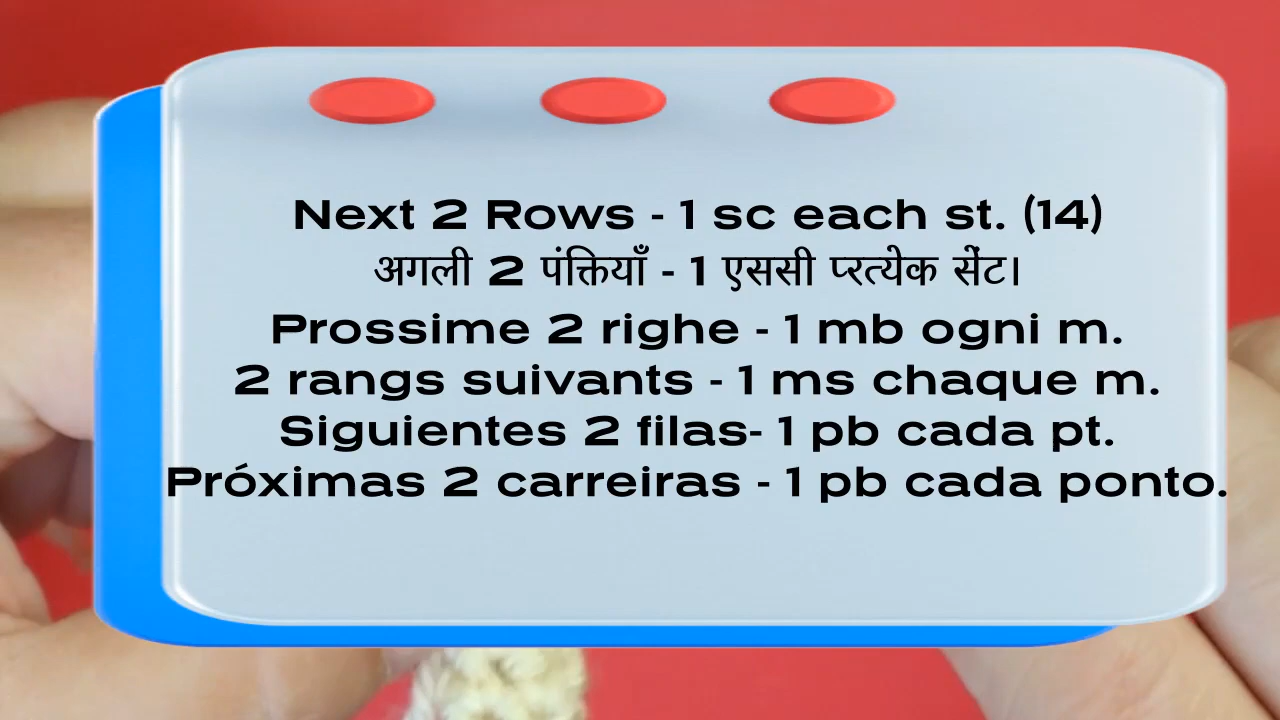 Next 2 Rows - 1 sc each st. (14)
अगली 2 पंक्तियाँ - 1 एससी प्रत्येक सेंट।
Prossime 2 righe - 1 mb ogni m.
2 rangs suivants - 1 ms chaque m.
Siguientes 2 filas- 1 pb cada pt.
Próximas 2 carreiras - 1 pb cada ponto.